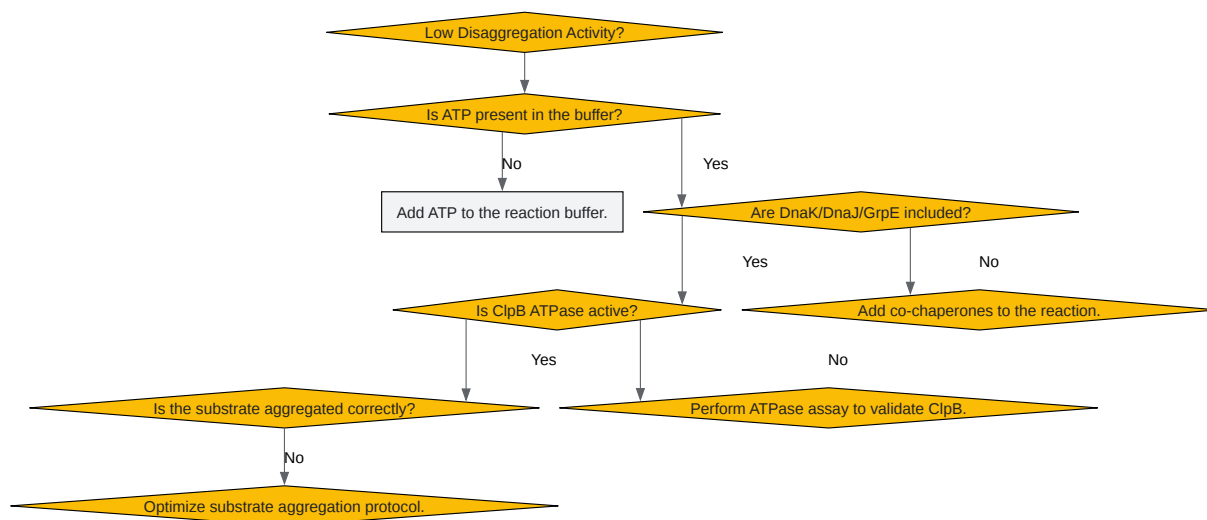 Low Disaggregation Activity?
Is ATP present in the buffer?
No
Yes
Add ATP to the reaction buffer.
Are DnaK/DnaJ/GrpE included?
Yes
No
Is ClpB ATPase active?
Add co-chaperones to the reaction.
Yes
No
Is the substrate aggregated correctly?
Perform ATPase assay to validate ClpB.
No
Optimize substrate aggregation protocol.